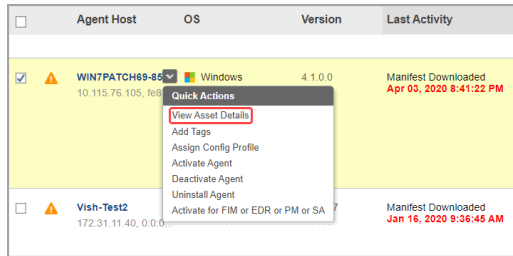 Agent Host OS Version Last Activity
WIN7PATCH69-85 Windows 4.1.0.0 Manifest Downloaded
10.115.76.105, fe8 Apr 03, 2020 8:41:22 PM
Quick Actions
View Asset Details
Add Tags
Assign Config Profile
Activate Agent
Deactivate Agent
Uninstall Agent
Activate for FIM or EDR or PM or SA
Vish-Test2 7 Manifest Downloaded
172.31.11.40, 0:0:0... Jan 16, 2020 9:36:45 AM